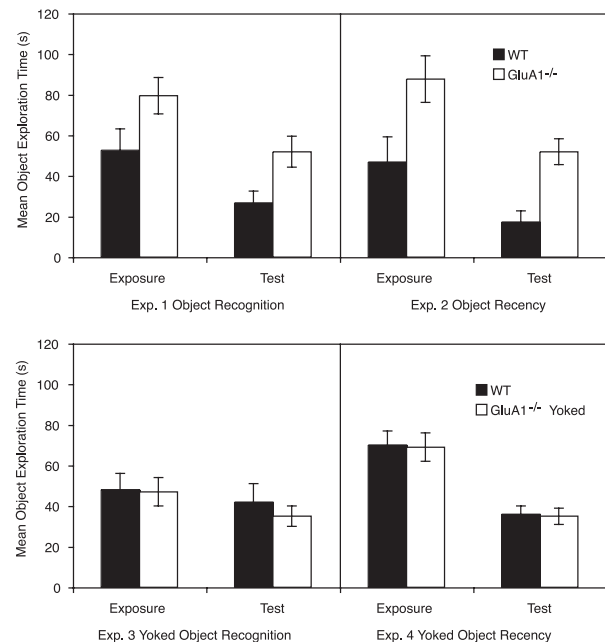 Mean Object Exploration Time (s)
120
100
80
60
40
20
0
WT
GluA1-/-
Exposure Test Exposure Test
Exp. 1 Object Recognition Exp. 2 Object Recency
Mean Object Exploration Time (s)
120
100
80
60
40
20
0
WT
GluA1-/- Yoked
Exposure Test Exposure Test
Exp. 3 Yoked Object Recognition Exp. 4 Yoked Object Recency